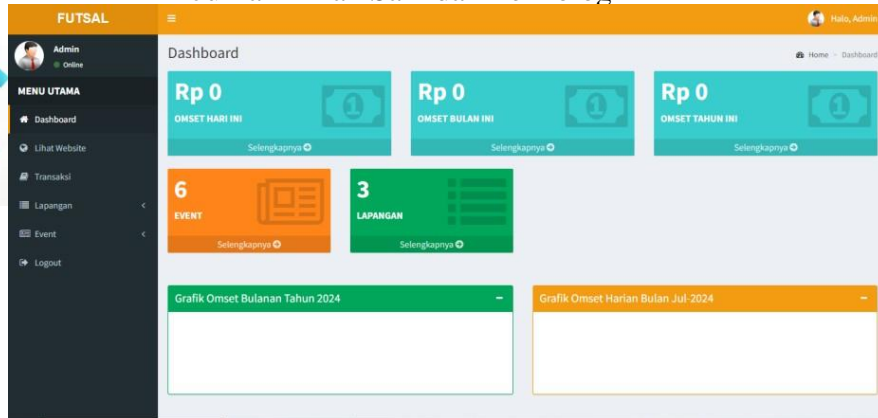 FUTSAL
Halo, Admin
Admin
Online
MENU UTAMA
Dashboard
Lihat Website
Transaksi
Lapangan
Event
Logout
Dashboard
Home - Dashboard
Rp 0
OMSET HARI INI
Selengkapnya
Rp 0
OMSET BULAN INI
Selengkapnya
Rp 0
OMSET TAHUN INI
Selengkapnya
6
EVENT
Selengkapnya
3
LAPANGAN
Selengkapnya
Grafik Omset Bulanan Tahun 2024
Grafik Omset Harian Bulan Jul-2024